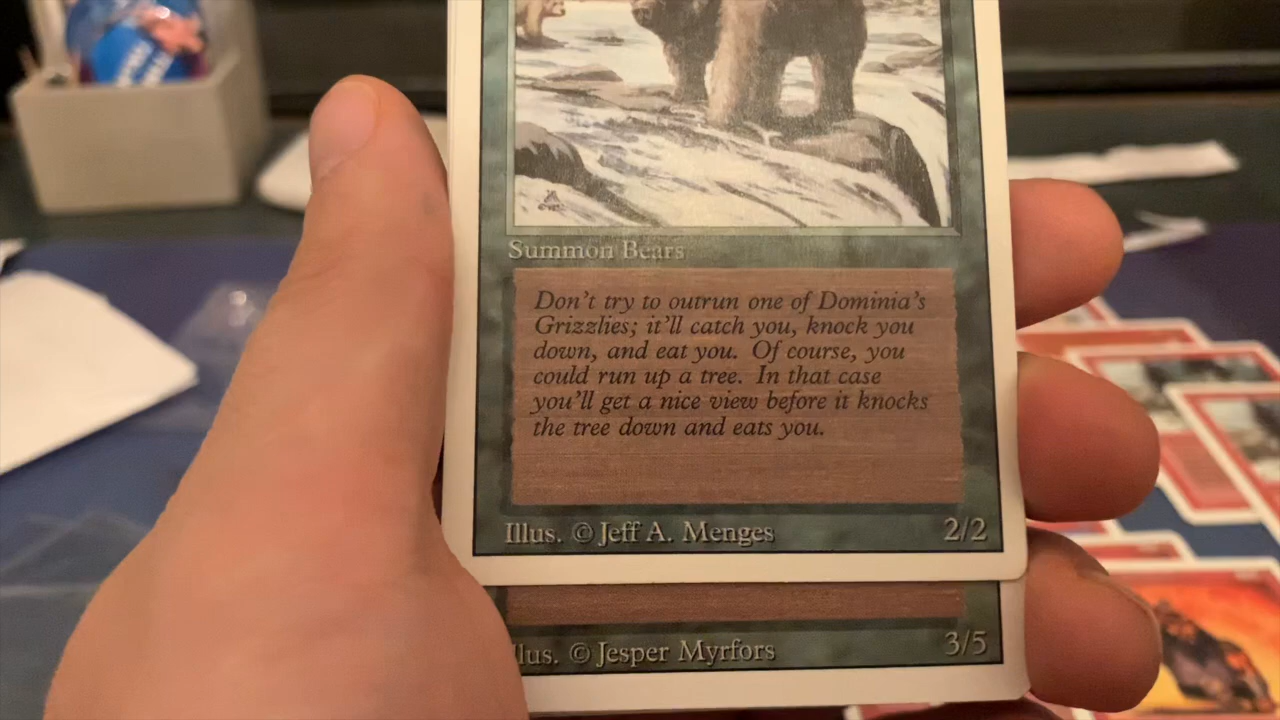 Summon Bears
Don't try to outrun one of Dominia's
Grizzlies; it'll catch you, knock you
down, and eat you. Of course, you
could run up a tree. In that case
you'll get a nice view before it knocks
the tree down and eats you.
Illus. © Jeff A. Menges 2/2
llus. © Jesper Myrfors 3/5